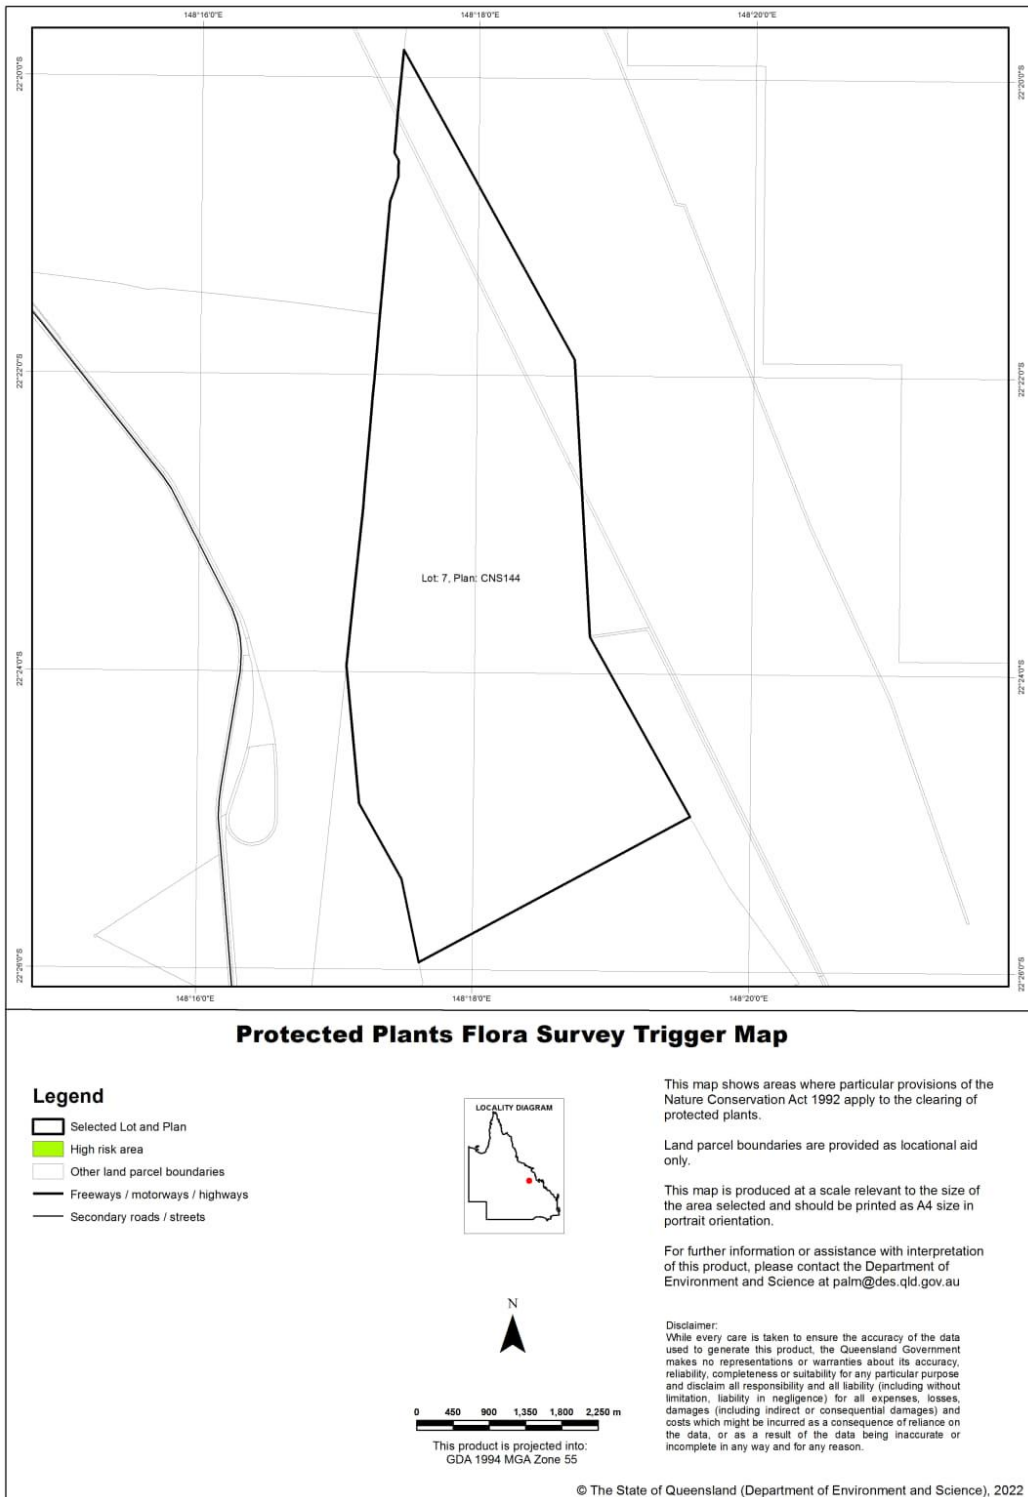 148°16'0"E
148°18'0"E
148°20'0"E
22°20'0"S
22°20'0"S
22°22'0"S
22°22'0"S
Lot: 7, Plan: CNS144
22°24'0"S
22°24'0"S
22°26'0"S
22°26'0"S
148°16'0"E
148°18'0"E
148°20'0"E
Protected Plants Flora Survey Trigger Map
Legend
Selected Lot and Plan
High risk area
Other land parcel boundaries
Freeways / motorways / highways
Secondary roads / streets
LOCALITY DIAGRAM
N
0 450 900 1,350 1,800 2,250 m
This product is projected into:
GDA 1994 MGA Zone 55
This map shows areas where particular provisions of the
Nature Conservation Act 1992 apply to the clearing of
protected plants.
Land parcel boundaries are provided as locational aid
only.
This map is produced at a scale relevant to the size of
the area selected and should be printed as A4 size in
portrait orientation.
For further information or assistance with interpretation
of this product, please contact the Department of
Environment and Science at palm@des.qld.gov.au
Disclaimer:
While every care is taken to ensure the accuracy of the data
used to generate this product, the Queensland Government
makes no representations or warranties about its accuracy,
reliability, completeness or suitability for any particular purpose
and disclaim all responsibility and all liability (including without
limitation, liability in negligence) for all expenses, losses,
damages (including indirect or consequential damages) and
costs which might be incurred as a consequence of reliance on
the data, or as a result of the data being inaccurate or
incomplete in any way and for any reason.
© The State of Queensland (Department of Environment and Science), 2022